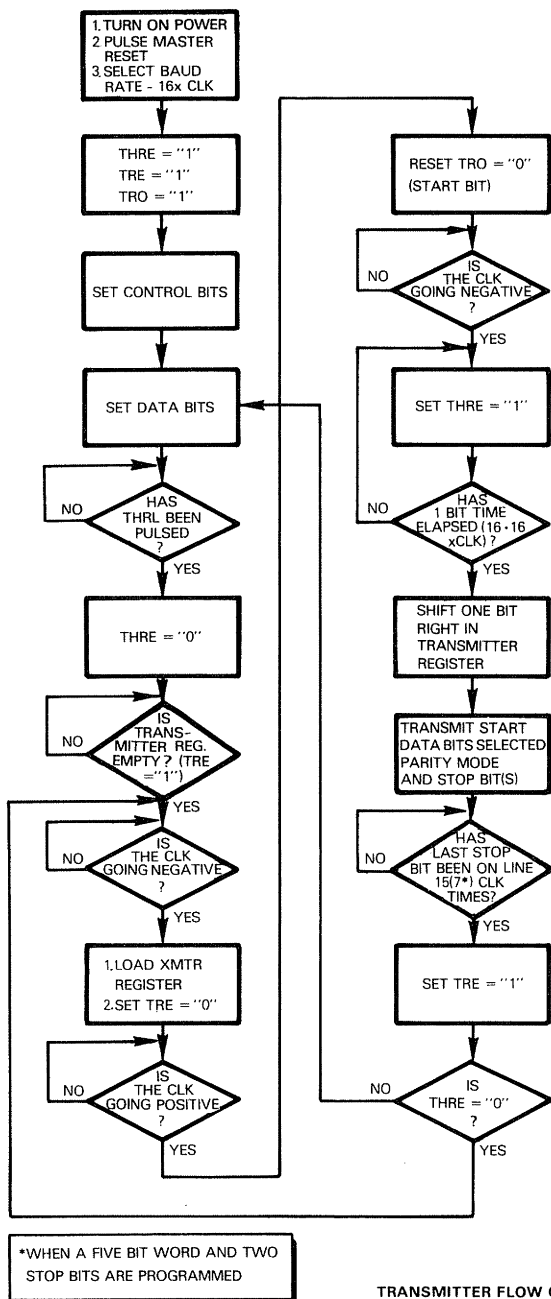 1. TURN ON POWER
2 PULSE MASTER
RESET
3. SELECT BAUD
RATE - 16x CLK
THRE = "1"
TRE = "1"
TRO = "1"
SET CONTROL BITS
SET DATA BITS
HAS
THRL BEEN
PULSED
?
NO
YES
THRE = "0"
IS
TRANS-
MITTER REG.
EMPTY? (TRE
="1")
NO
YES
IS
THE CLK
GOING NEGATIVE
?
NO
YES
1. LOAD XMTR
REGISTER
2. SET TRE = "0"
IS
THE CLK
GOING POSITIVE
?
NO
YES
RESET TRO = "0"
(START BIT)
IS
THE CLK
GOING NEGATIVE
?
NO
YES
SET THRE = "1"
HAS
1 BIT TIME
ELAPSED (16 · 16
xCLK) ?
NO
YES
SHIFT ONE BIT
RIGHT IN
TRANSMITTER
REGISTER
TRANSMIT START
DATA BITS SELECTED
PARITY MODE
AND STOP BIT(S)
HAS
LAST STOP
BIT BEEN ON LINE
15(7*) CLK
TIMES?
NO
YES
SET TRE = "1"
IS
THRE = "0"
?
NO
YES
*WHEN A FIVE BIT WORD AND TWO
STOP BITS ARE PROGRAMMED
TRANSMITTER FLOW